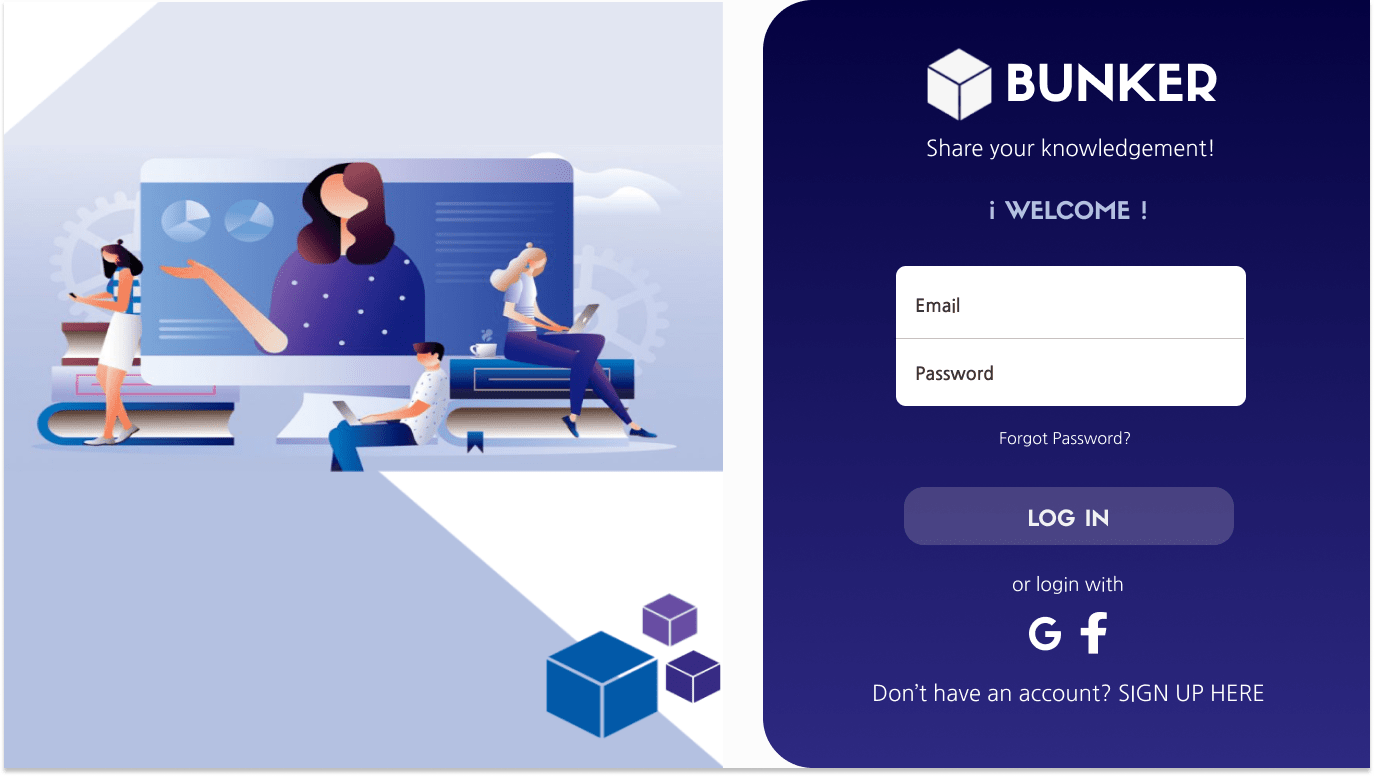 BUNKER
Share your knowledgement!
¡ WELCOME !
Email
Password
Forgot Password?
LOG IN
or login with
G f
Don't have an account? SIGN UP HERE